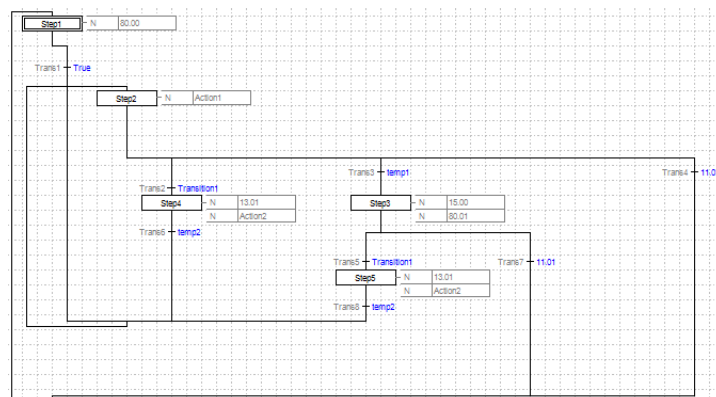 Step1 N 80.00
Trans1 True
Step2 N Action1
Trans3 temp1 Trans4 11.0
Trans2 Transition1
Step4 N 13.01 Step3 N 15.00
N Action2 N 80.01
Trans6 temp2
Trans5 Transition1 Trans7 11.01
Step5 N 13.01
N Action2
Trans8 temp2